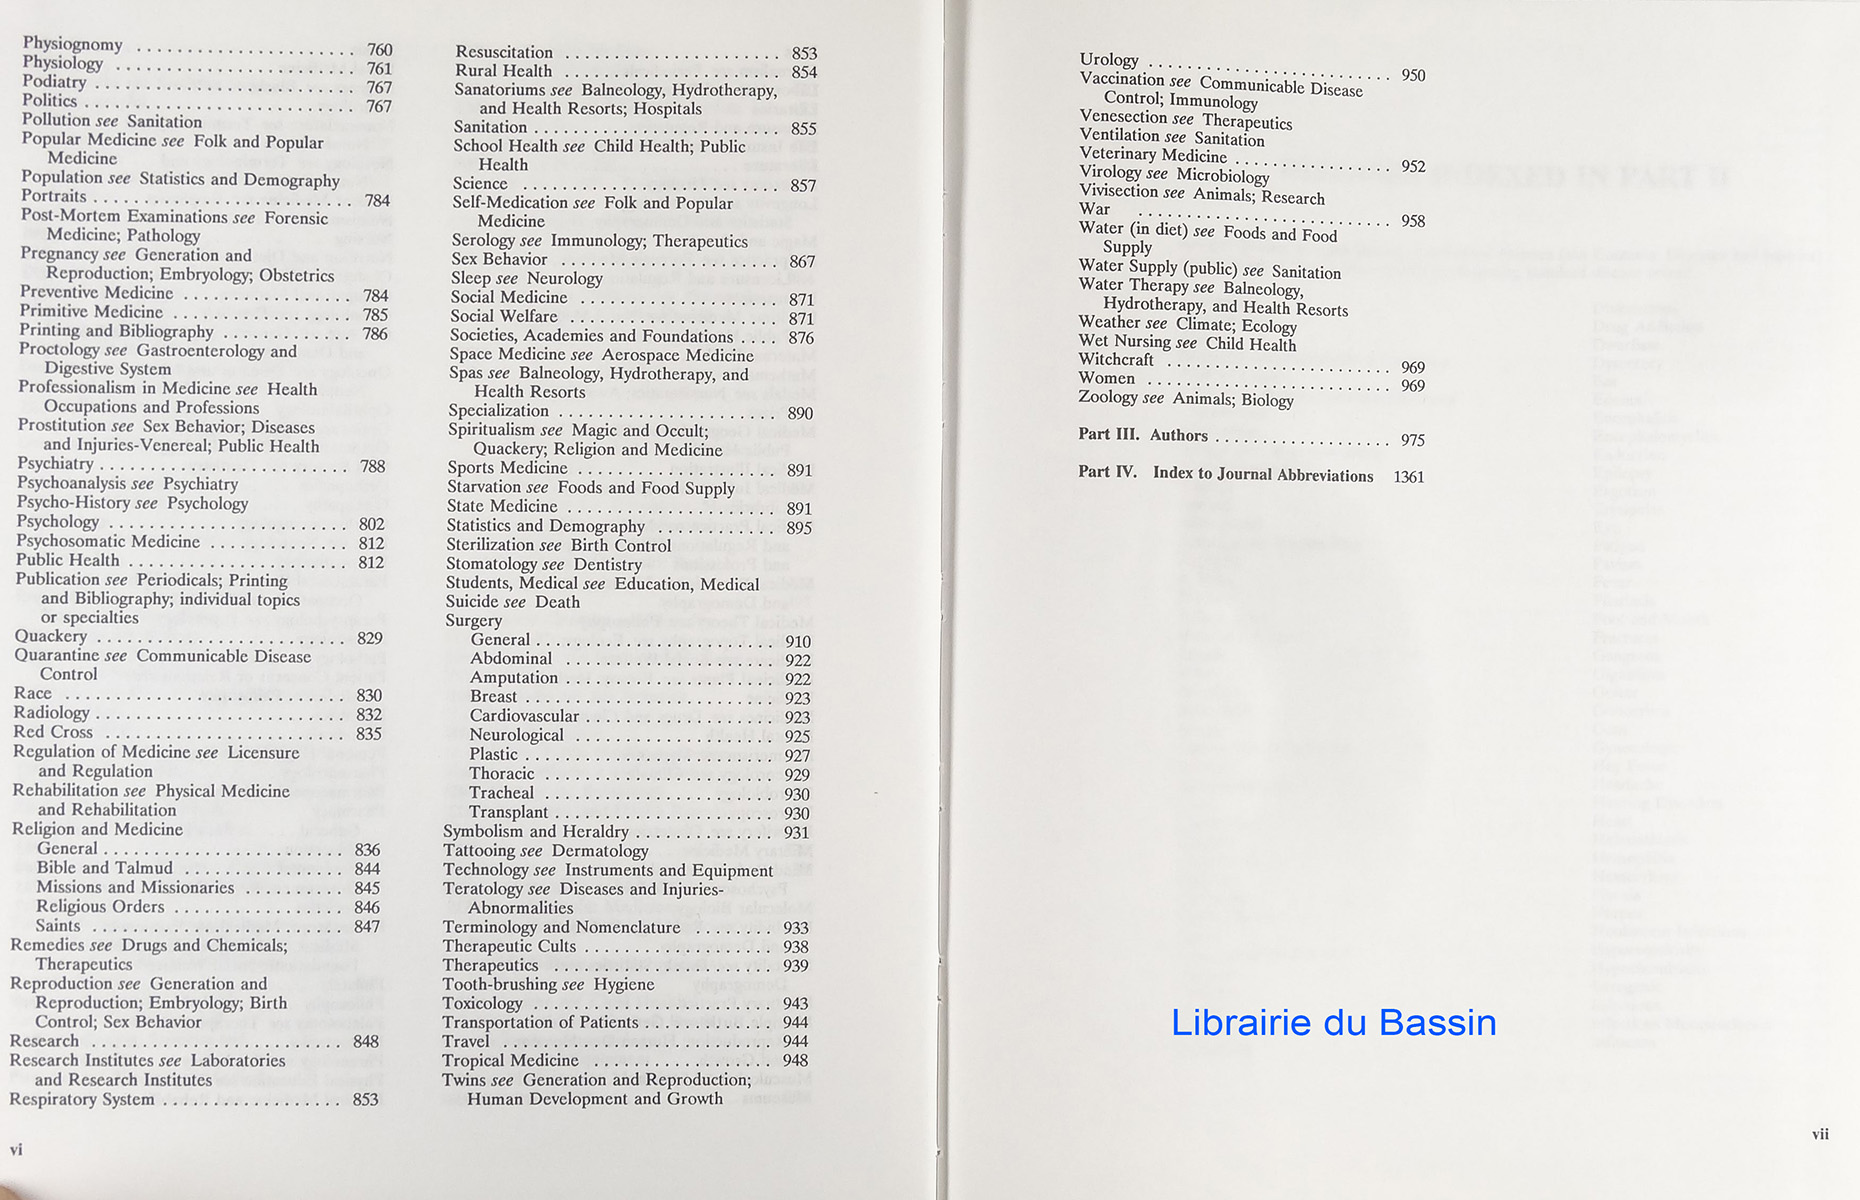 Physiognomy ...................... 760
Physiology ........................ 761
Podiatry .......................... 767
Politics ........................... 767
Pollution see Sanitation
Popular Medicine see Folk and Popular
Medicine
Population see Statistics and Demography
Portraits .......................... 784
Post-Mortem Examinations see Forensic
Medicine; Pathology
Pregnancy see Generation and
Reproduction; Embryology; Obstetrics
Preventive Medicine ................. 784
Primitive Medicine .................. 785
Printing and Bibliography ............. 786
Proctology see Gastroenterology and
Digestive System
Professionalism in Medicine see Health
Occupations and Professions
Prostitution see Sex Behavior; Diseases
and Injuries-Venereal; Public Health
Psychiatry ......................... 788
Psychoanalysis see Psychiatry
Psycho-History see Psychology
Psychology ........................ 802
Psychosomatic Medicine .............. 812
Public Health ...................... 812
Publication see Periodicals; Printing
and Bibliography; individual topics
or specialties
Quackery ......................... 829
Quarantine see Communicable Disease
Control
Race ............................ 830
Radiology ......................... 832
Red Cross ........................ 835
Regulation of Medicine see Licensure
and Regulation
Rehabilitation see Physical Medicine
and Rehabilitation
Religion and Medicine
General ........................ 836
Bible and Talmud ................ 844
Missions and Missionaries .......... 845
Religious Orders ................. 846
Saints ......................... 847
Remedies see Drugs and Chemicals;
Therapeutics
Reproduction see Generation and
Reproduction; Embryology; Birth
Control; Sex Behavior
Research ......................... 848
Research Institutes see Laboratories
and Research Institutes
Respiratory System .................. 853
vi
Resuscitation ...................... 853
Rural Health ...................... 854
Sanatoriums see Balneology, Hydrotherapy,
and Health Resorts; Hospitals
Sanitation ......................... 855
School Health see Child Health; Public
Health
Science .......................... 857
Self-Medication see Folk and Popular
Medicine
Serology see Immunology; Therapeutics
Sex Behavior ...................... 867
Sleep see Neurology
Social Medicine .................... 871
Social Welfare ..................... 871
Societies, Academies and Foundations .... 876
Space Medicine see Aerospace Medicine
Spas see Balneology, Hydrotherapy, and
Health Resorts
Specialization ...................... 890
Spiritualism see Magic and Occult;
Quackery; Religion and Medicine
Sports Medicine .................... 891
Starvation see Foods and Food Supply
State Medicine ..................... 891
Statistics and Demography ............ 895
Sterilization see Birth Control
Stomatology see Dentistry
Students, Medical see Education, Medical
Suicide see Death
Surgery
General ........................ 910
Abdominal ..................... 922
Amputation ..................... 922
Breast ......................... 923
Cardiovascular ................... 923
Neurological .................... 925
Plastic ......................... 927
Thoracic ....................... 929
Tracheal ....................... 930
Transplant ...................... 930
Symbolism and Heraldry .............. 931
Tattooing see Dermatology
Technology see Instruments and Equipment
Teratology see Diseases and Injuries-
Abnormalities
Terminology and Nomenclature ........ 933
Therapeutic Cults ................... 938
Therapeutics ...................... 939
Tooth-brushing see Hygiene
Toxicology ........................ 943
Transportation of Patients ............. 944
Travel ........................... 944
Tropical Medicine .................. 948
Twins see Generation and Reproduction;
Human Development and Growth
Urology ......................... 950
Vaccination see Communicable Disease
Control; Immunology
Venesection see Therapeutics
Ventilation see Sanitation
Veterinary Medicine ................ 952
Virology see Microbiology
Vivisection see Animals; Research
War ......................... 958
Water (in diet) see Foods and Food
Supply
Water Supply (public) see Sanitation
Water Therapy see Balneology,
Hydrotherapy, and Health Resorts
Weather see Climate; Ecology
Wet Nursing see Child Health
Witchcraft ....................... 969
Women ........................ 969
Zoology see Animals; Biology
Part III. Authors ................... 975
Part IV. Index to Journal Abbreviations 1361
Librairie du Bassin
vii